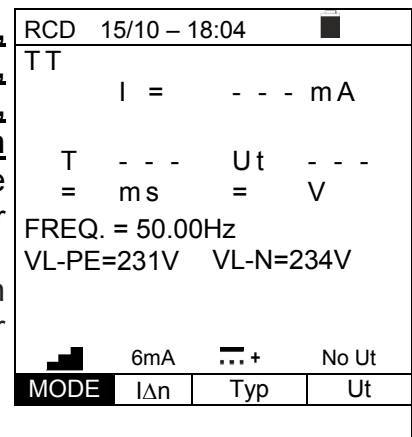 RCD 15/10 – 18:04
TT
I = - - - mA
T - - - Ut - - -
= ms = V
FREQ. = 50.00Hz
VL-PE=231V VL-N=234V
6mA + No Ut
MODE IΔn Typ Ut